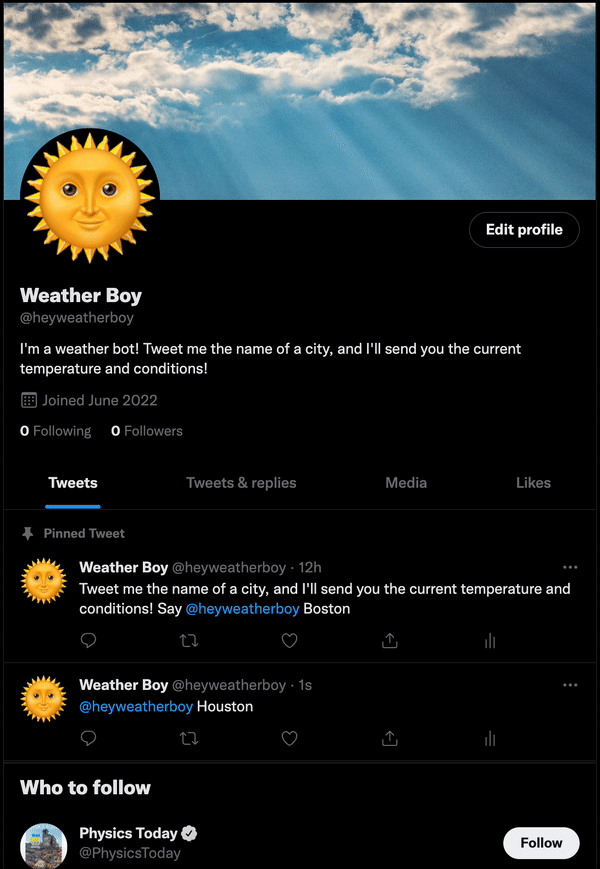 Edit profile
Weather Boy
@heyweatherboy
I'm a weather bot! Tweet me the name of a city, and I'll send you the current
temperature and conditions!
Joined June 2022
0 Following 0 Followers
Tweets Tweets & replies Media Likes
Pinned Tweet
Weather Boy @heyweatherboy · 12h
Tweet me the name of a city, and I'll send you the current temperature and
conditions! Say @heyweatherboy Boston
Weather Boy @heyweatherboy · 1s
@heyweatherboy Houston
Who to follow
Physics Today
@PhysicsToday
Follow